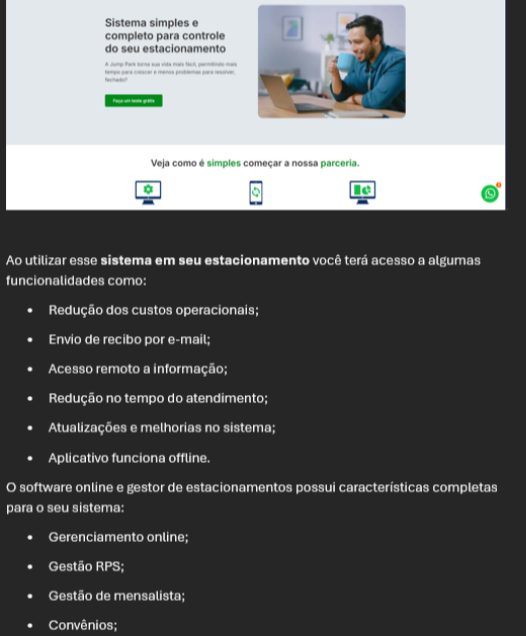 Sistema simples e
completo para controle
do seu estacionamento
A Jump Park torna sua vida mais fácil, permitindo mais
tempo para crescer e menos problemas para resolver,
fechado?
Faça um teste grátis
Veja como é simples começar a nossa parceria.
Ao utilizar esse sistema em seu estacionamento você terá acesso a algumas
funcionalidades como:
• Redução dos custos operacionais;
• Envio de recibo por e-mail;
• Acesso remoto a informação;
• Redução no tempo do atendimento;
• Atualizações e melhorias no sistema;
• Aplicativo funciona offline.
O software online e gestor de estacionamentos possui características completas
para o seu sistema:
• Gerenciamento online;
• Gestão RPS;
• Gestão de mensalista;
• Convênios;